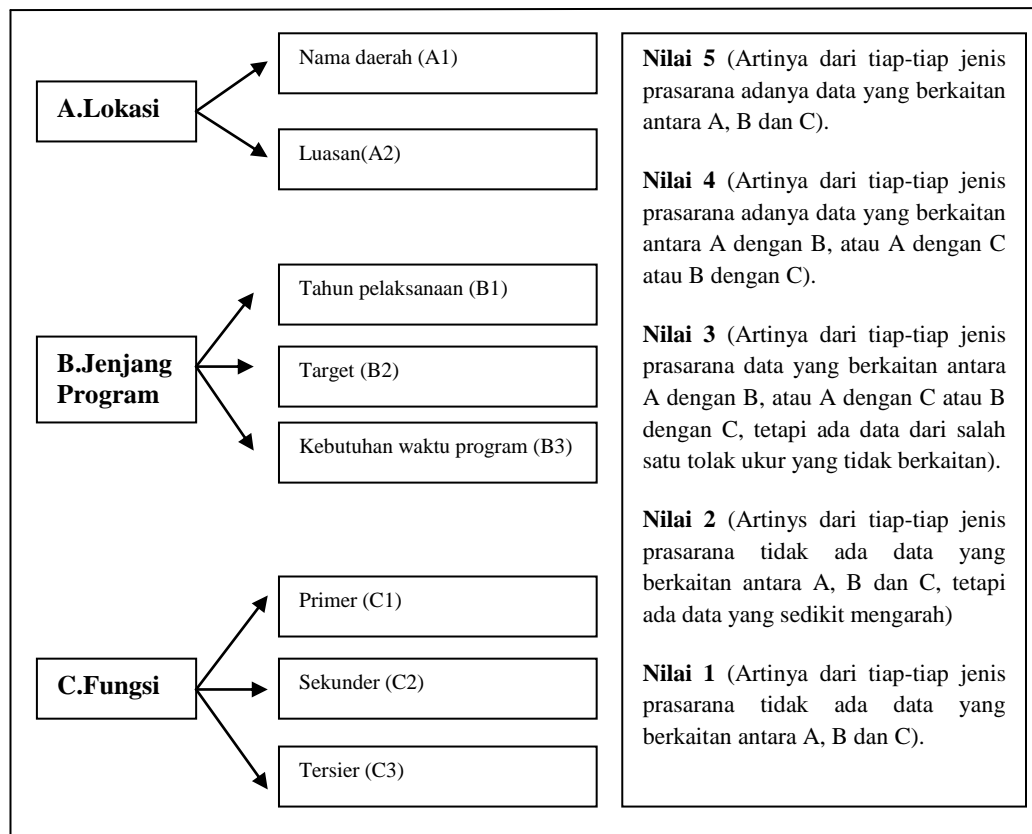 A.Lokasi
Nama daerah (A1)
Luasan(A2)
B.Jenjang
Program
Tahun pelaksanaan (B1)
Target (B2)
Kebutuhan waktu program (B3)
C.Fungsi
Primer (C1)
Sekunder (C2)
Tersier (C3)
Nilai 5 (Artinya dari tiap-tiap jenis
prasarana adanya data yang berkaitan
antara A, B dan C).
Nilai 4 (Artinya dari tiap-tiap jenis
prasarana adanya data yang berkaitan
antara A dengan B, atau A dengan C
atau B dengan C).
Nilai 3 (Artinya dari tiap-tiap jenis
prasarana data yang berkaitan antara
A dengan B, atau A dengan C atau B
dengan C, tetapi ada data dari salah
satu tolak ukur yang tidak berkaitan).
Nilai 2 (Artinys dari tiap-tiap jenis
prasarana tidak ada data yang
berkaitan antara A, B dan C, tetapi
ada data yang sedikit mengarah)
Nilai 1 (Artinya dari tiap-tiap jenis
prasarana tidak ada data yang
berkaitan antara A, B dan C).